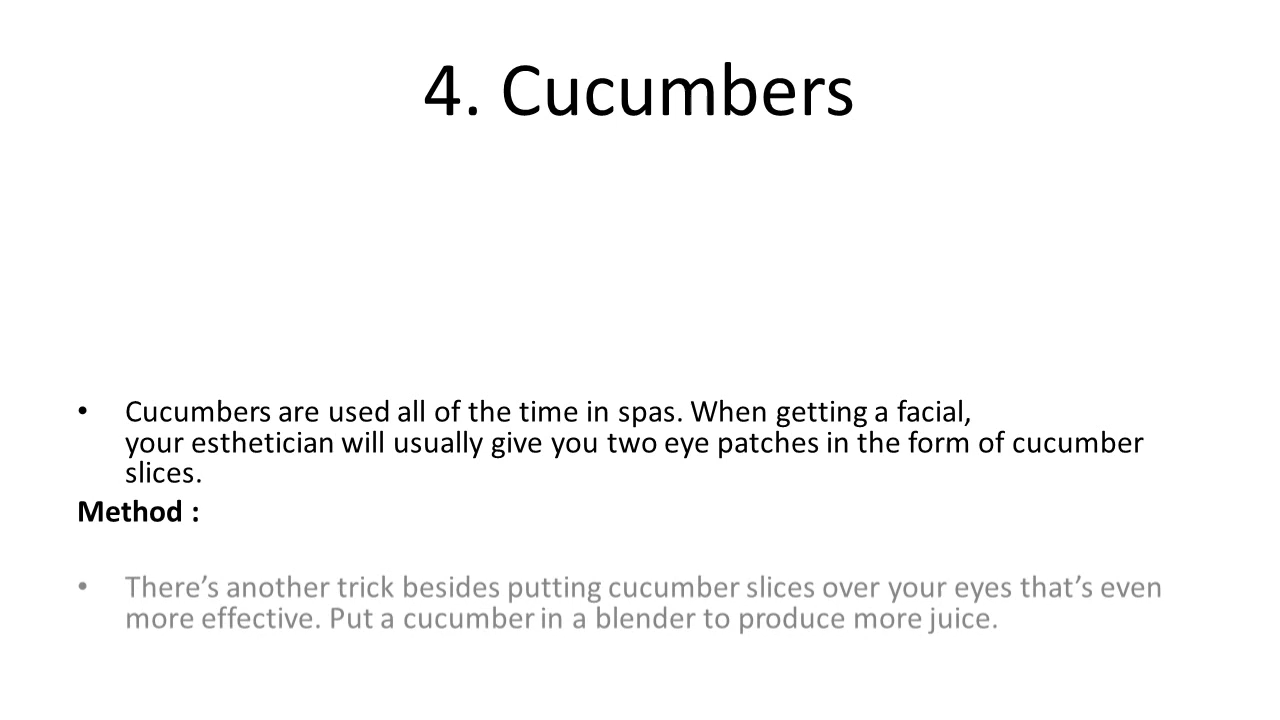 4. Cucumbers
• Cucumbers are used all of the time in spas. When getting a facial,
your esthetician will usually give you two eye patches in the form of cucumber
slices.
Method :
• There’s another trick besides putting cucumber slices over your eyes that’s even
more effective. Put a cucumber in a blender to produce more juice.